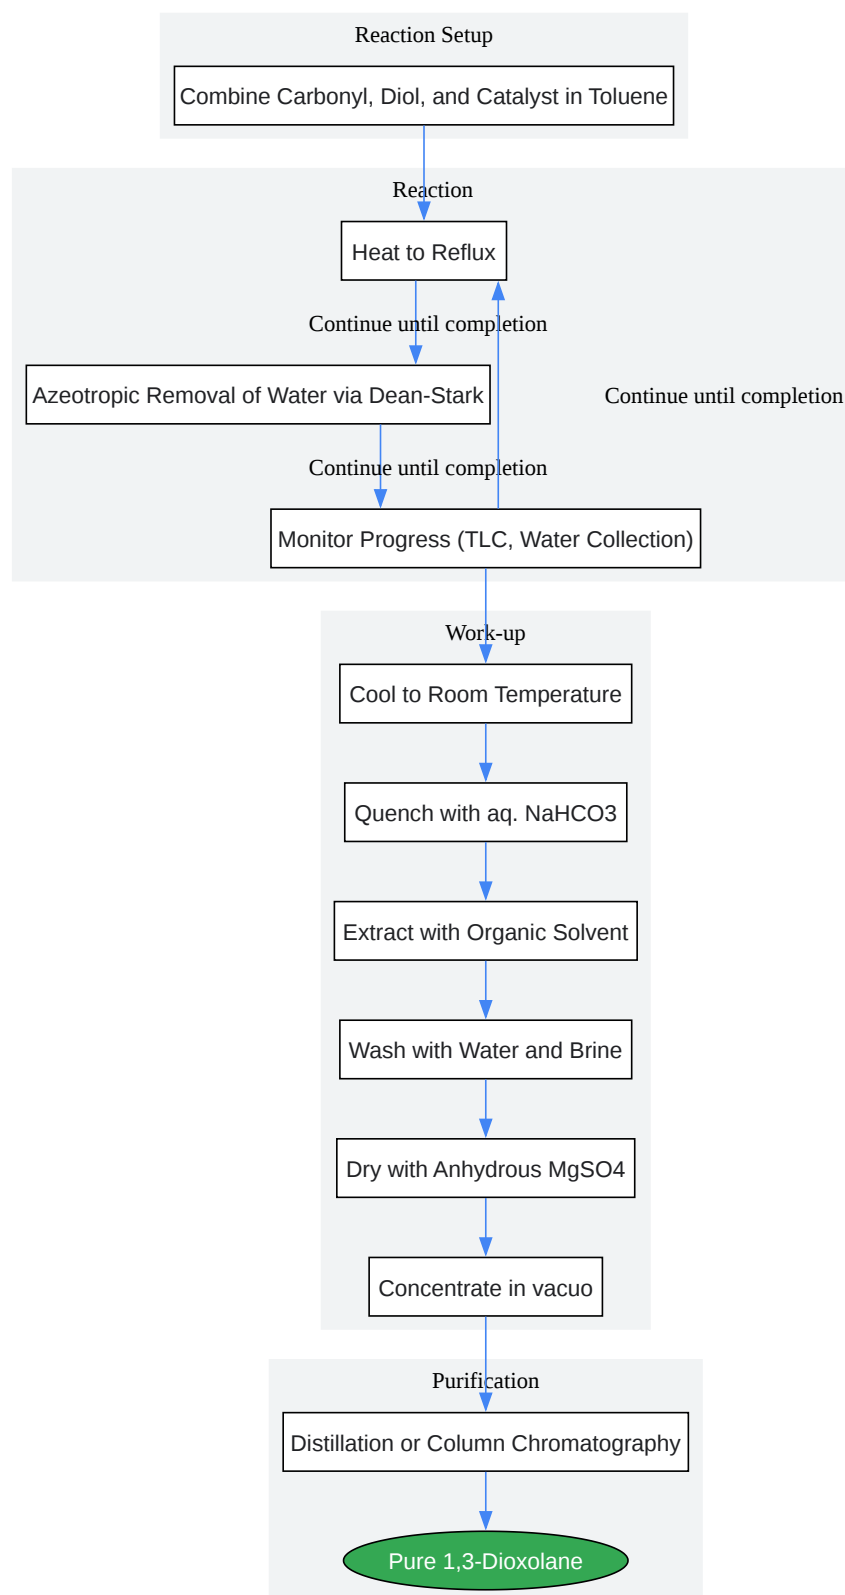 Reaction Setup
Combine Carbonyl, Diol, and Catalyst in Toluene
Reaction
Heat to Reflux
Continue until completion
Azeotropic Removal of Water via Dean-Stark
Continue until completion
Continue until completion
Monitor Progress (TLC, Water Collection)
Work-up
Cool to Room Temperature
Quench with aq. NaHCO3
Extract with Organic Solvent
Wash with Water and Brine
Dry with Anhydrous MgSO4
Concentrate in vacuo
Purification
Distillation or Column Chromatography
Pure 1,3-Dioxolane